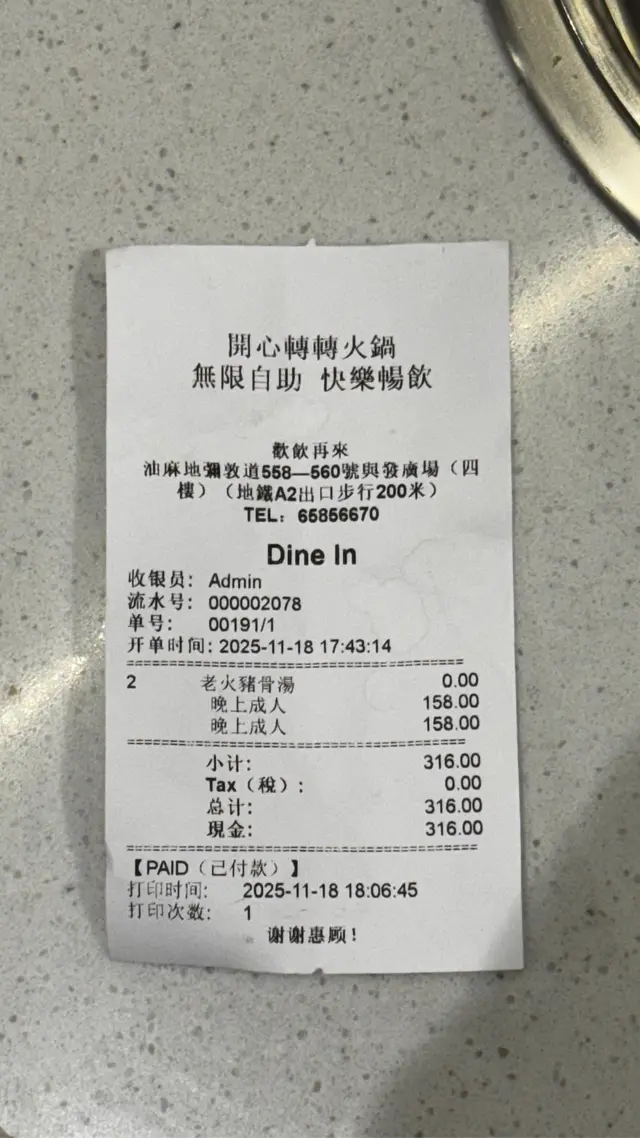 開心轉轉火鍋
無限自助 快樂暢飲
歡飲再來
油麻地彌敦道558—560號與發廣場（四
樓）（地鐵A2出口步行200米）
TEL：65856670
Dine In
收银员： Admin
流水号： 000002078
单号： 00191/1
开单时间: 2025-11-18 17:43:14
2 老火豬骨湯 0.00
晚上成人 158.00
晚上成人 158.00
小计: 316.00
Tax（稅）: 0.00
总计: 316.00
現金: 316.00
【PAID（己付款）】
打印时间: 2025-11-18 18:06:45
打印次数: 1
谢谢惠顾！